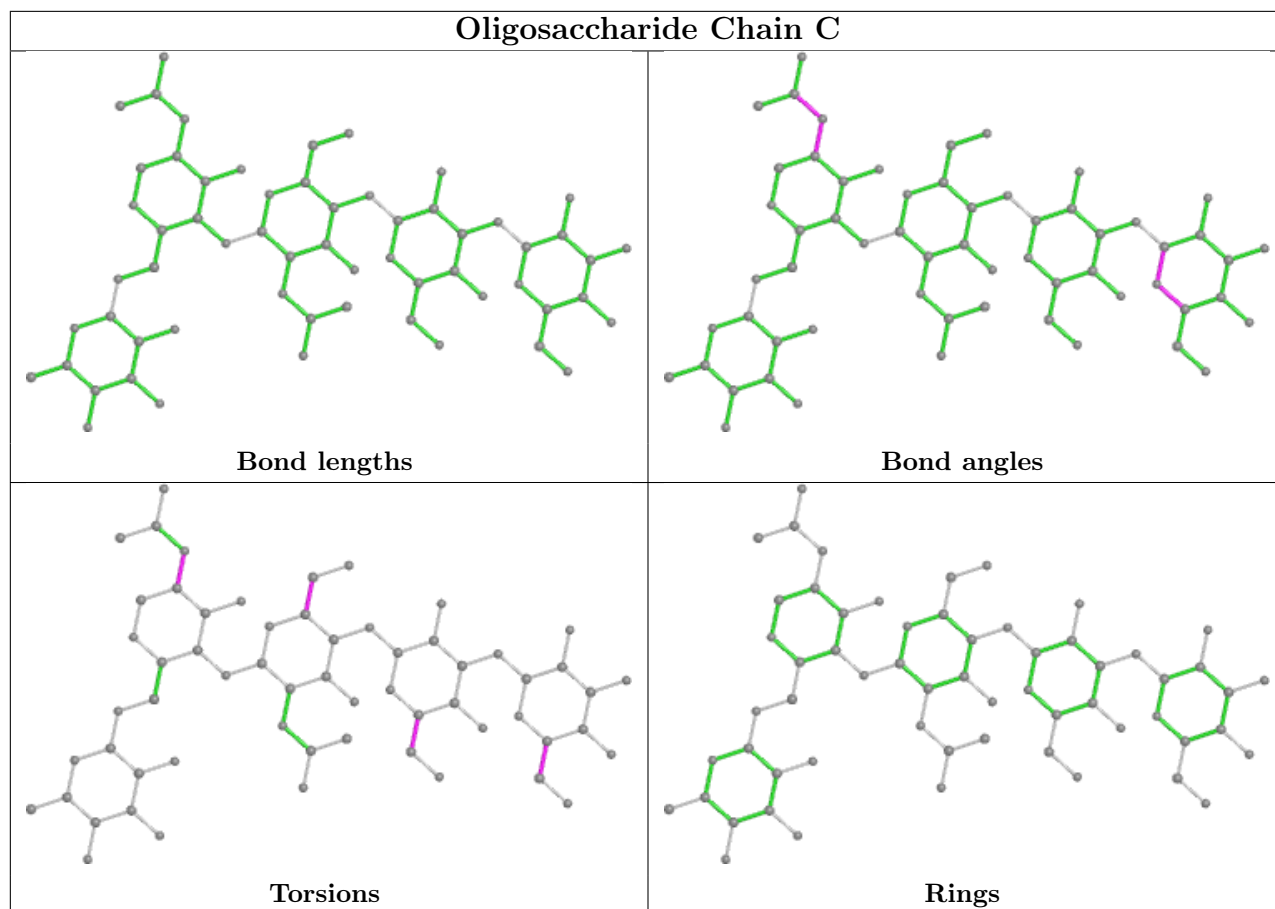 Oligosaccharide Chain C
Bond lengths
Bond angles
Torsions
Rings